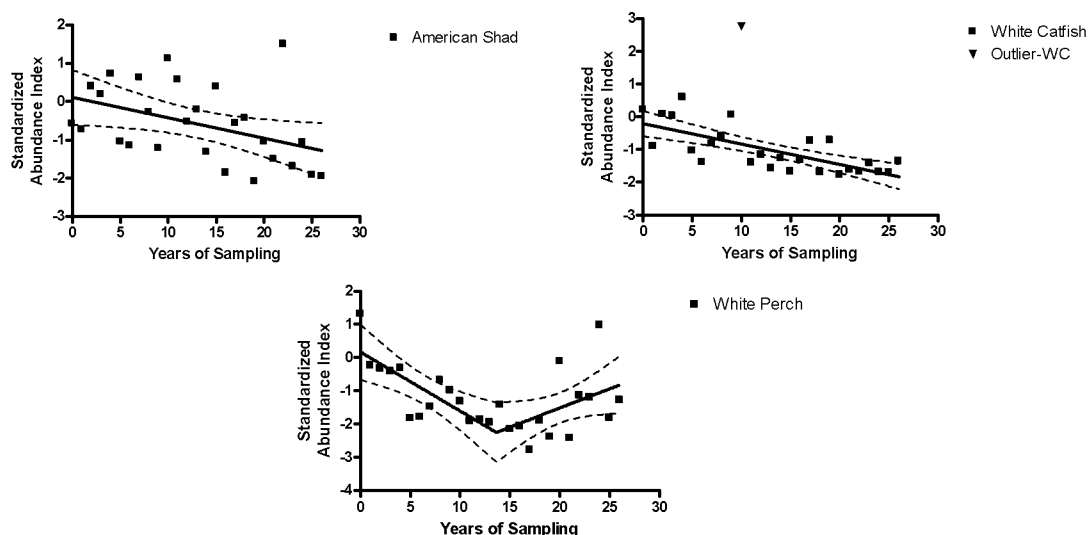 American Shad
Standardized
Abundance Index
2
1
0
-1
-2
-3
0 5 10 15 20 25 30
Years of Sampling
White Catfish
Outlier-WC
Standardized
Abundance Index
3
2
1
0
-1
-2
-3
0 5 10 15 20 25 30
Years of Sampling
White Perch
Standardized
Abundance Index
2
1
0
-1
-2
-3
-4
0 5 10 15 20 25 30
Years of Sampling